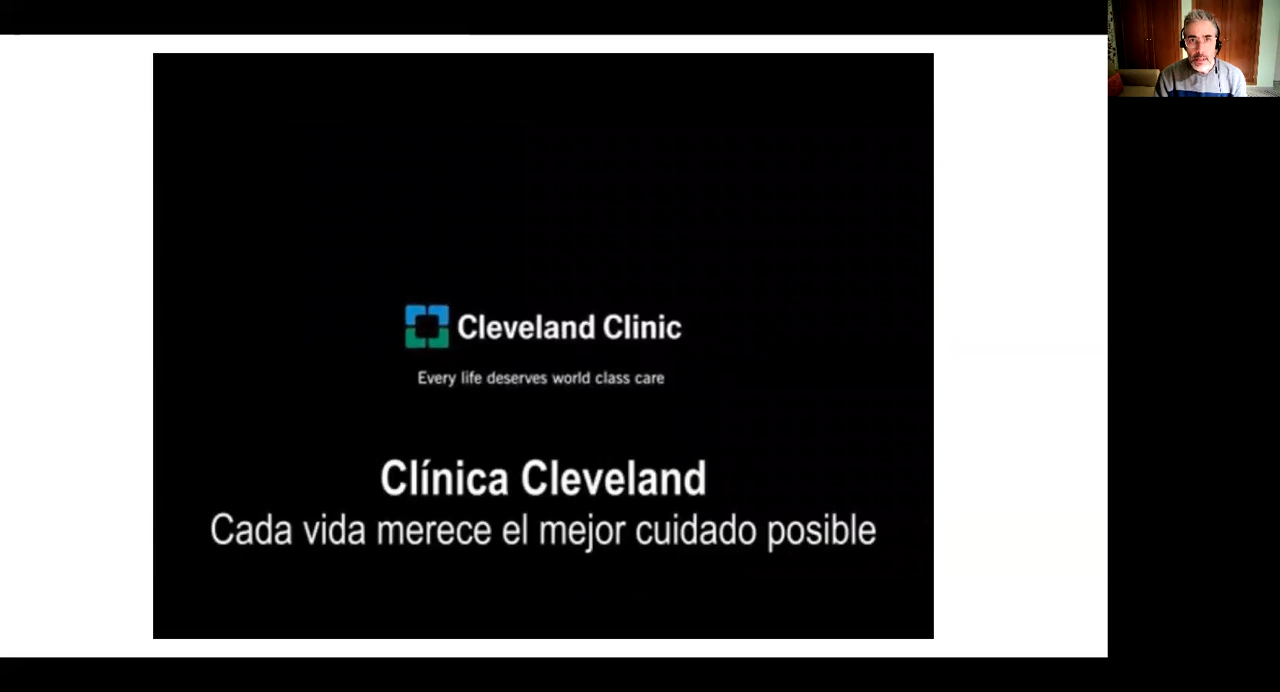 Cleveland Clinic
Every life deserves world class care
Clínica Cleveland
Cada vida merece el mejor cuidado posible